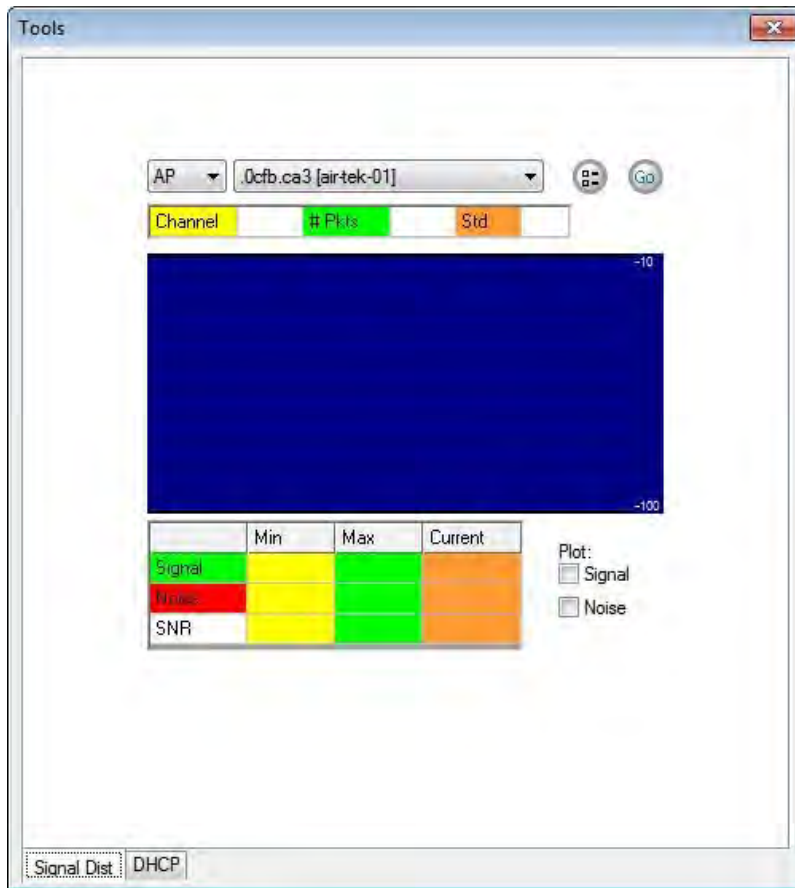 Tools
AP .0cfb.ca3 [air-tek-01] Go
Channel # Pkts Std
-10
-100
Min Max Current
Signal
Noise
SNR
Plot:
Signal
Noise
Signal Dist DHCP